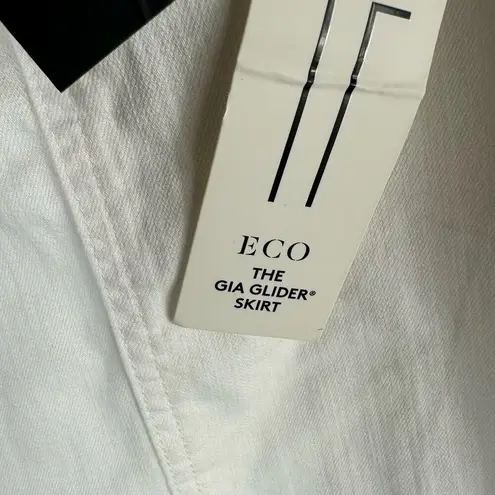 ECO
THE
GIA GLIDER®
SKIRT